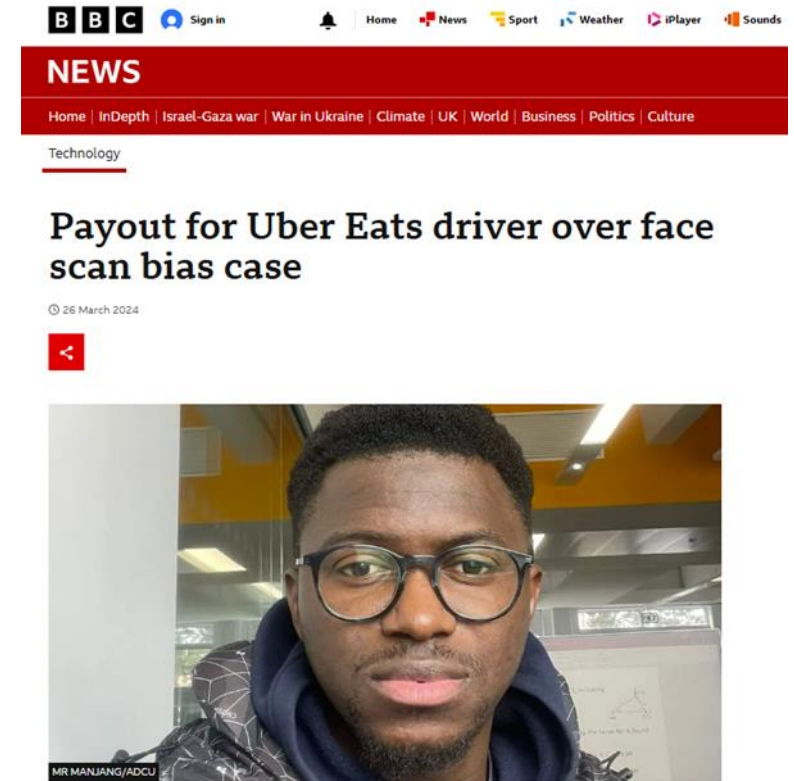 BBC Sign in Home News Sport Weather iPlayer Sounds
NEWS
Home | InDepth | Israel-Gaza war | War in Ukraine | Climate | UK | World | Business | Politics | Culture
Technology
Payout for Uber Eats driver over face
scan bias case
26 March 2024
MR MANJANG/ADCU